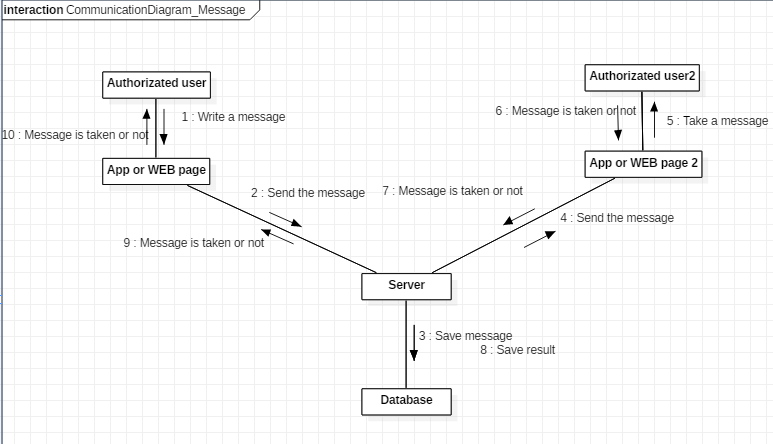 interaction CommunicationDiagram_Message
Authorizated user
Authorizated user2
1 : Write a message
6 : Message is taken or not
5 : Take a message
10 : Message is taken or not
App or WEB page
App or WEB page 2
2 : Send the message
7 : Message is taken or not
4 : Send the message
9 : Message is taken or not
Server
3 : Save message
8 : Save result
Database